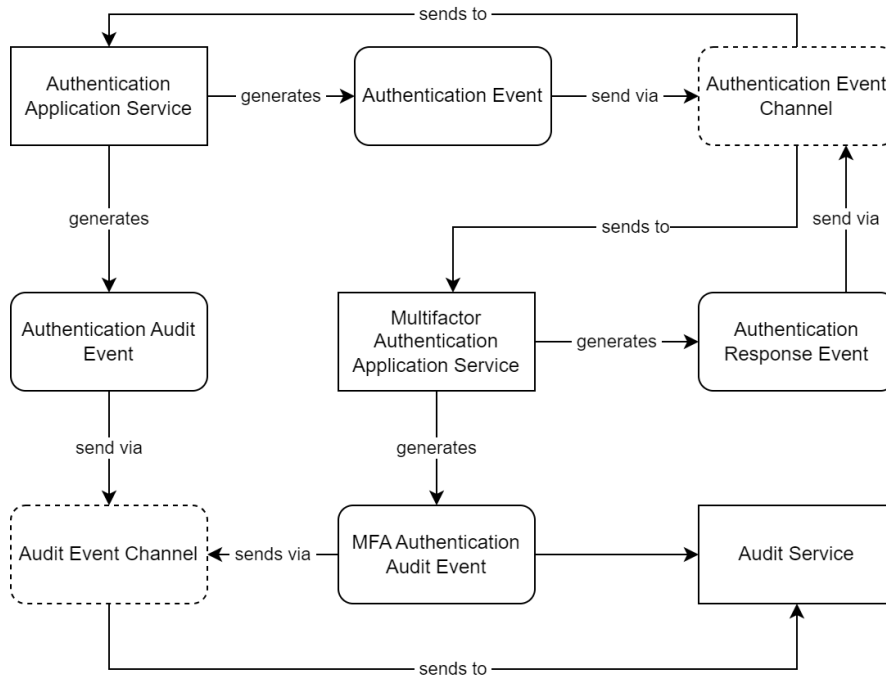 sends to
Authentication
Application Service
generates
Authentication Event
send via
Authentication Event
Channel
generates
sends to
send via
Authentication Audit
Event
Multifactor
Authentication
Application Service
generates
Authentication
Response Event
send via
generates
Audit Event Channel
sends via
MFA Authentication
Audit Event
Audit Service
sends to